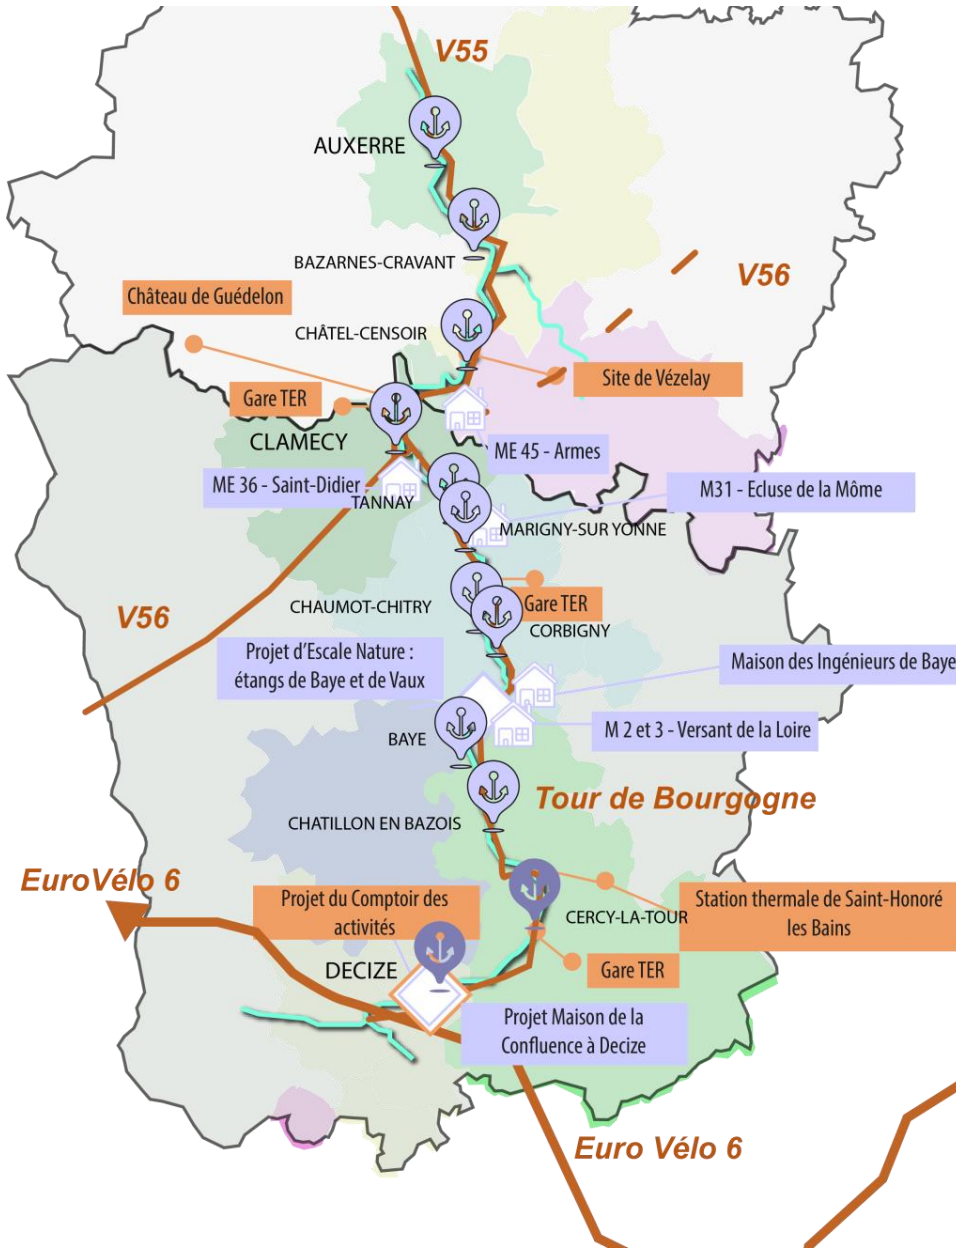 V55
AUXERRE
BAZARNES-CRAVANT
V56
Château de Guédelon
CHÂTEL-CENSOIR
Site de Vézelay
Gare TER
CLAMECY
ME 45 - Armes
ME 36 - Saint-Didier
TANNAY
M31 - Ecluse de la Môme
MARIGNY-SUR YONNE
CHAUMOT-CHITRY
Gare TER
V56
CORBIGNY
Projet d'Escale Nature :
étangs de Baye et de Vaux
Maison des Ingénieurs de Baye
BAYE
M 2 et 3 - Versant de la Loire
Tour de Bourgogne
CHATILLON EN BAZOIS
EuroVélo 6
Projet du Comptoir des
activités
CERCY-LA-TOUR
Station thermale de Saint-Honoré
les Bains
DECIZE
Gare TER
Projet Maison de la
Confluence à Decize
Euro Vélo 6